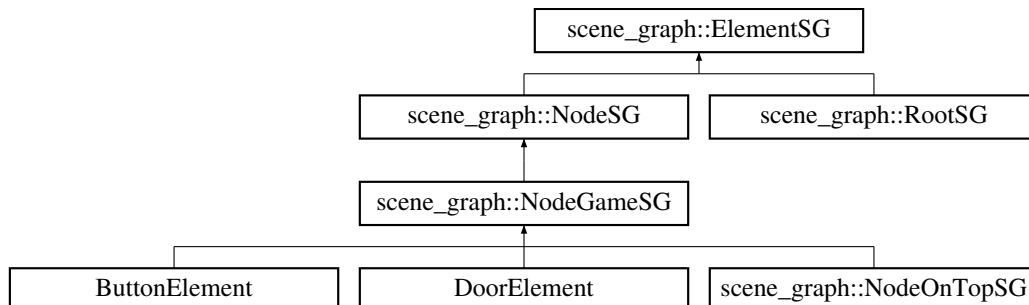 scene_graph::ElementSG
scene_graph::NodeSG
scene_graph::RootSG
scene_graph::NodeGameSG
ButtonElement
DoorElement
scene_graph::NodeOnTopSG